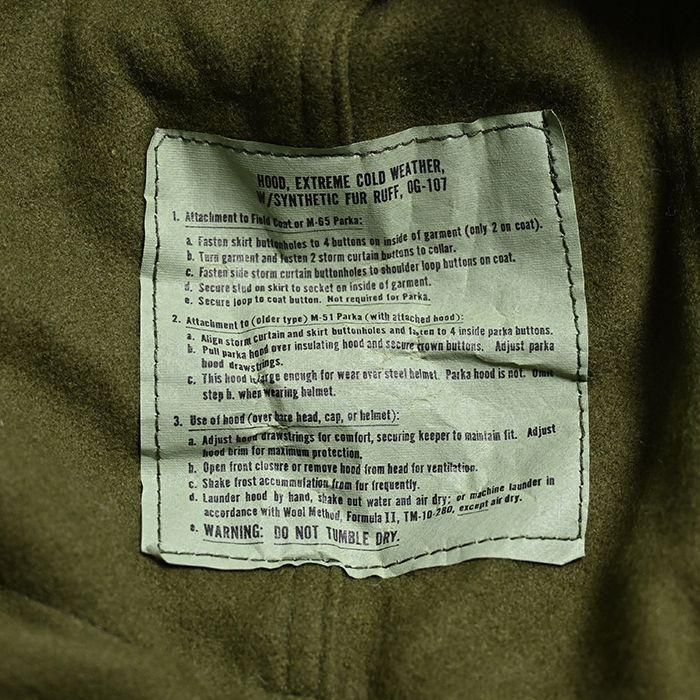 HOOD, EXTREME COLD WEATHER,
W/SYNTHETIC FUR RUFF, OG-107
1. Attachment to Field Coat or M-65 Parka:
a. Fasten skirt buttonholes to 4 buttons on inside of garment (only 2 on coat).
b. Turn garment and fasten 2 storm curtain buttons to collar.
c. Fasten side storm curtain buttonholes to shoulder loop buttons on coat.
d. Secure stud on skirt to socket on inside of garment.
e. Secure loop to coat button. Not required for Parka.
2. Attachment to (older type) M-51 Parka (with attached hood):
a. Align storm curtain and skirt buttonholes and fasten to 4 inside parka buttons.
b. Pull parka hood over insulating hood and secure crown buttons. Adjust parka
hood drawstrings.
c. This hood is large enough for wear over steel helmet. Parka hood is not. Omit
step b. when wearing helmet.
3. Use of hood (over bare head, cap, or helmet):
a. Adjust hood drawstrings for comfort, securing keeper to maintain fit. Adjust
hood brim for maximum protection.
b. Open front closure or remove hood from head for ventilation.
c. Shake frost accumulation from fur frequently.
d. Launder hood by hand, shake out water and air dry; or machine launder in
accordance with Wool Method, Formula II, TM-10-280, except air dry.
e. WARNING: DO NOT TUMBLE DRY.